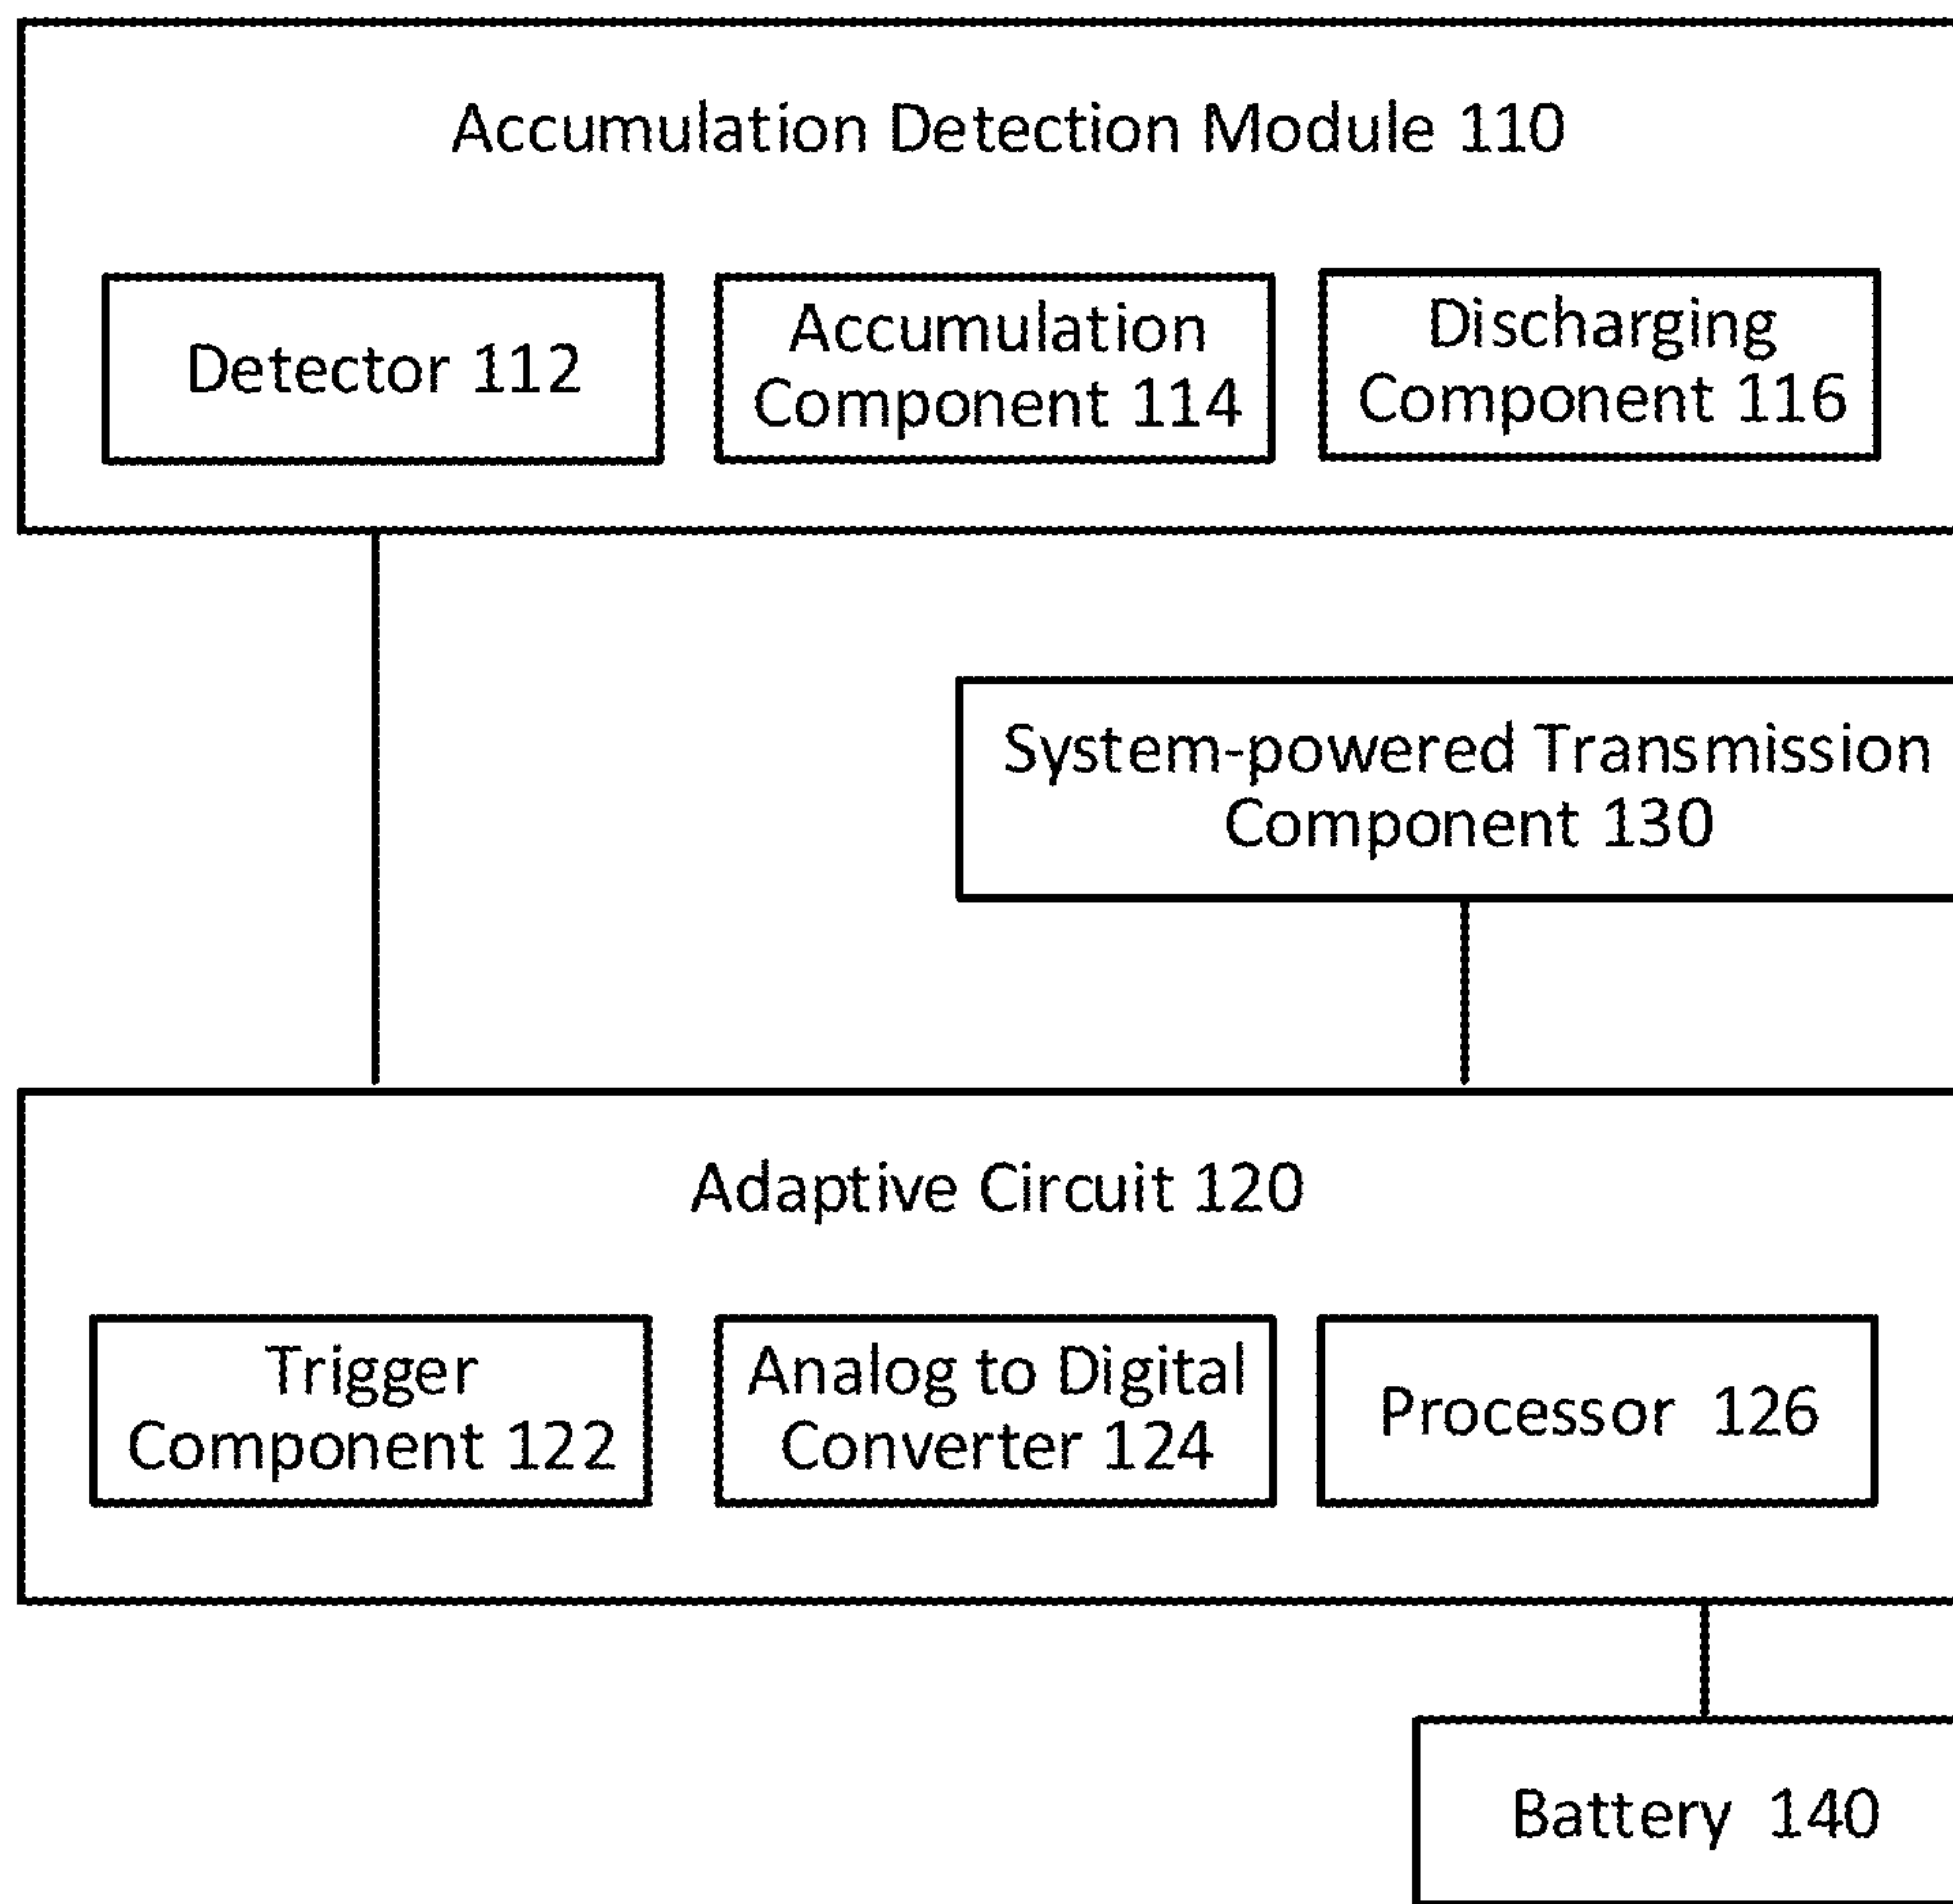 Accumulation Detection Module 110
Detector 112
Accumulation
Component 114
Discharging
Component 116
System-powered Transmission
Component 130
Adaptive Circuit 120
Trigger
Component 122
Analog to Digital
Converter 124
Processor 126
Battery 140